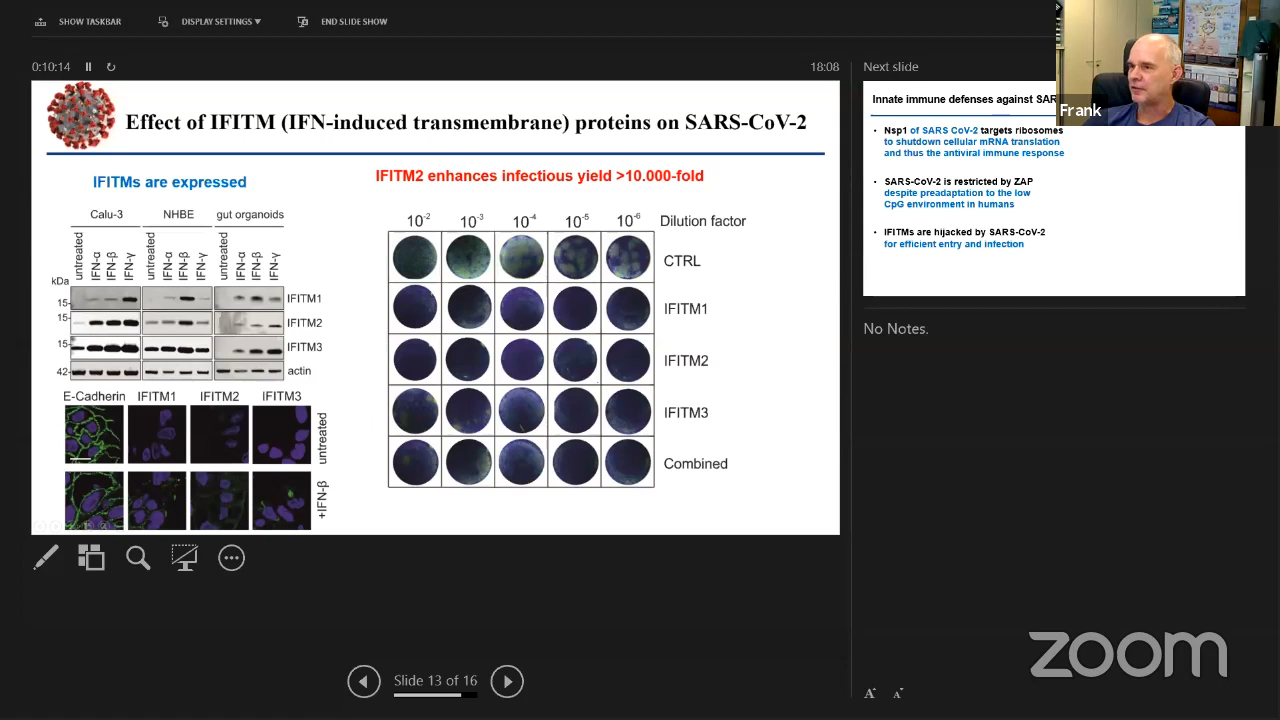 SHOW TASKBAR
DISPLAY SETTINGS ▼
END SLIDE SHOW
0:10:14
18:08
Effect of IFITM (IFN-induced transmembrane) proteins on SARS-CoV-2
IFITMs are expressed
Calu-3 NHBE gut organoids
untreated IFN-α IFN-β IFN-γ untreated IFN-α IFN-β IFN-γ untreated IFN-α IFN-β IFN-γ
kDa
15- IFITM1
15- IFITM2
15- IFITM3
42- actin
E-Cadherin IFITM1 IFITM2 IFITM3
untreated
+IFN-β
IFITM2 enhances infectious yield >10.000-fold
10⁻² 10⁻³ 10⁻⁴ 10⁻⁵ 10⁻⁶ Dilution factor
CTRL
IFITM1
IFITM2
IFITM3
Combined
Slide 13 of 16
Next slide
Innate immune defenses against SAR
• Nsp1 of SARS CoV-2 targets ribosomes
to shutdown cellular mRNA translation
and thus the antiviral immune response
• SARS-CoV-2 is restricted by ZAP
despite preadaptation to the low
CpG environment in humans
• IFITMs are hijacked by SARS-CoV-2
for efficient entry and infection
Frank
No Notes.
A A
zoom